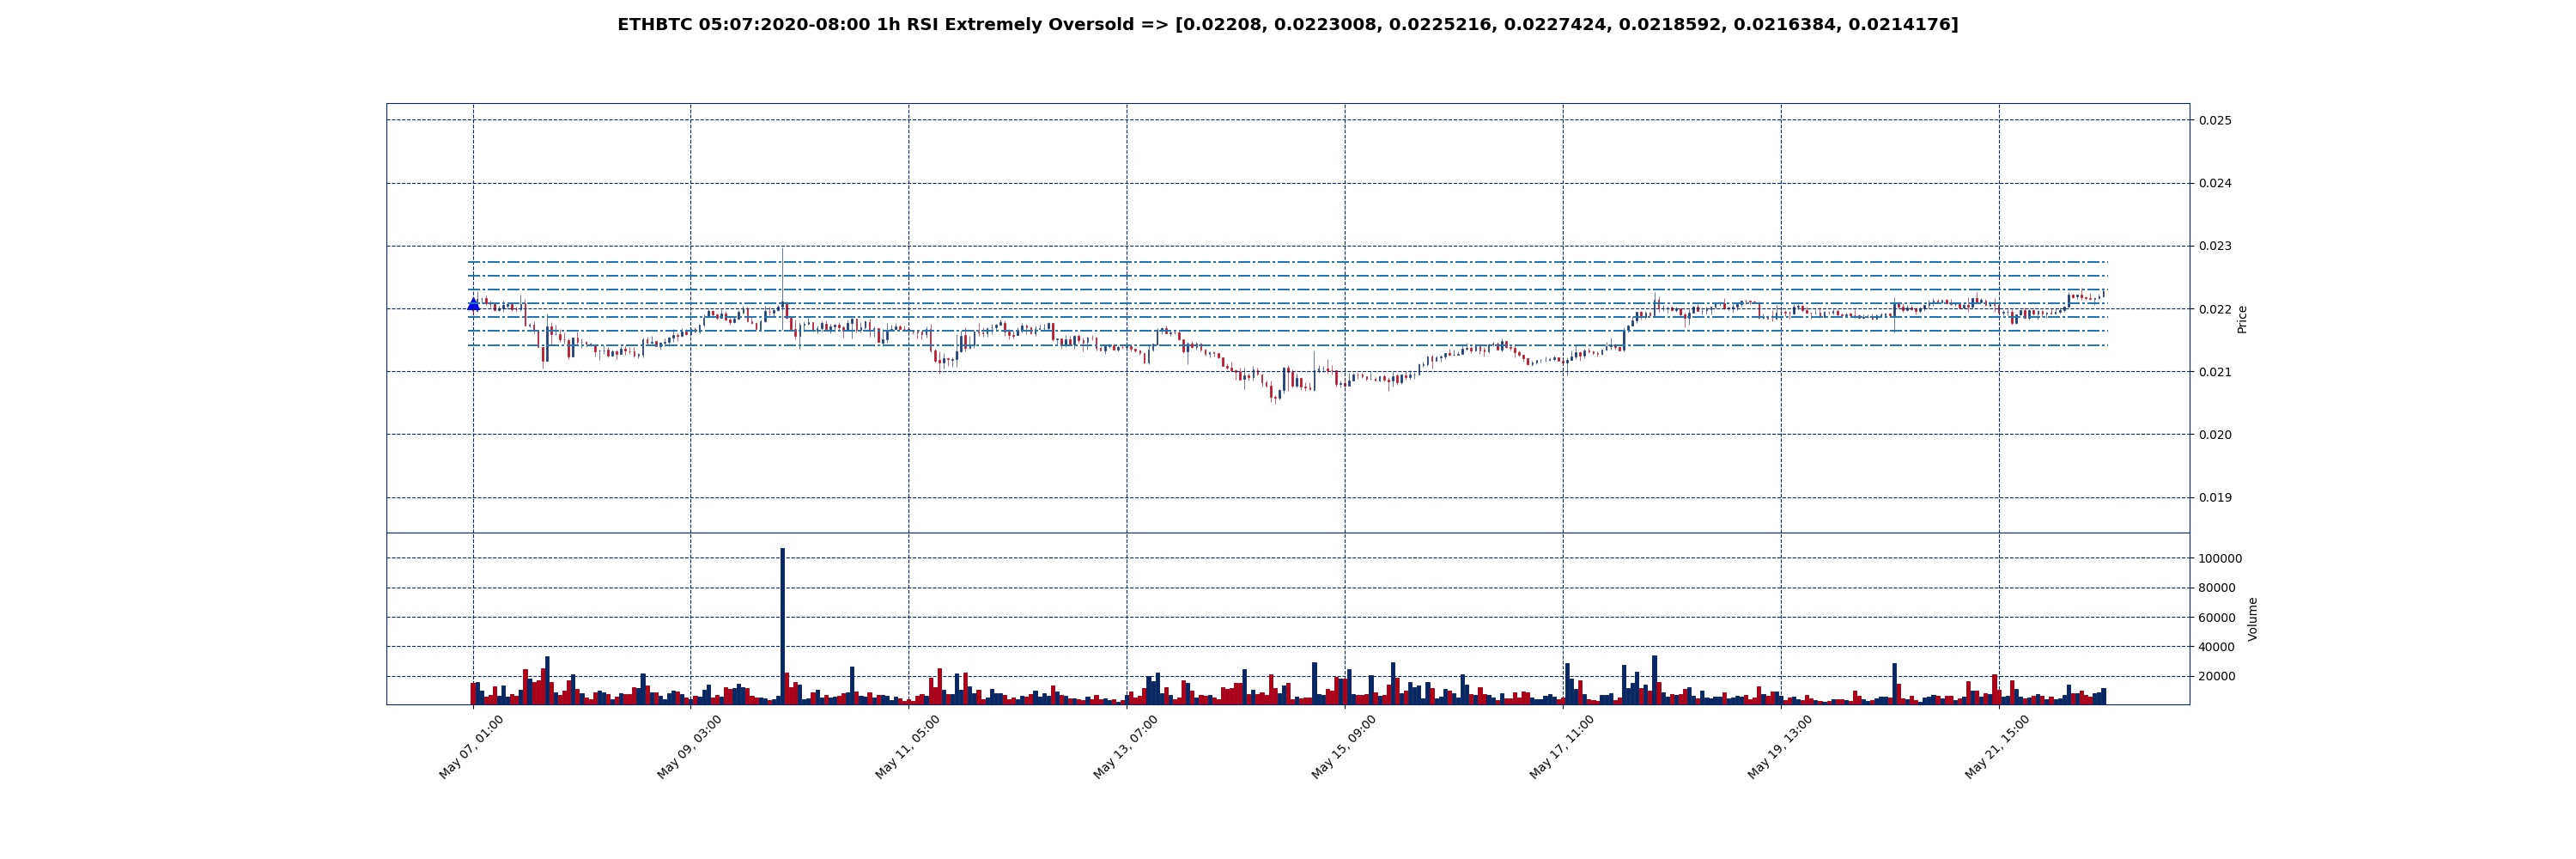 ETHBTC 05:07:2020-08:00 1h RSI Extremely Oversold => [0.02208, 0.0223008, 0.0225216, 0.0227424, 0.0218592, 0.0216384, 0.0214176]
0.025
0.024
0.023
0.022
0.021
0.020
0.019
Price
100000
80000
60000
40000
20000
Volume
May 07, 01:00
May 09, 03:00
May 11, 05:00
May 13, 07:00
May 15, 09:00
May 17, 11:00
May 19, 13:00
May 21, 15:00